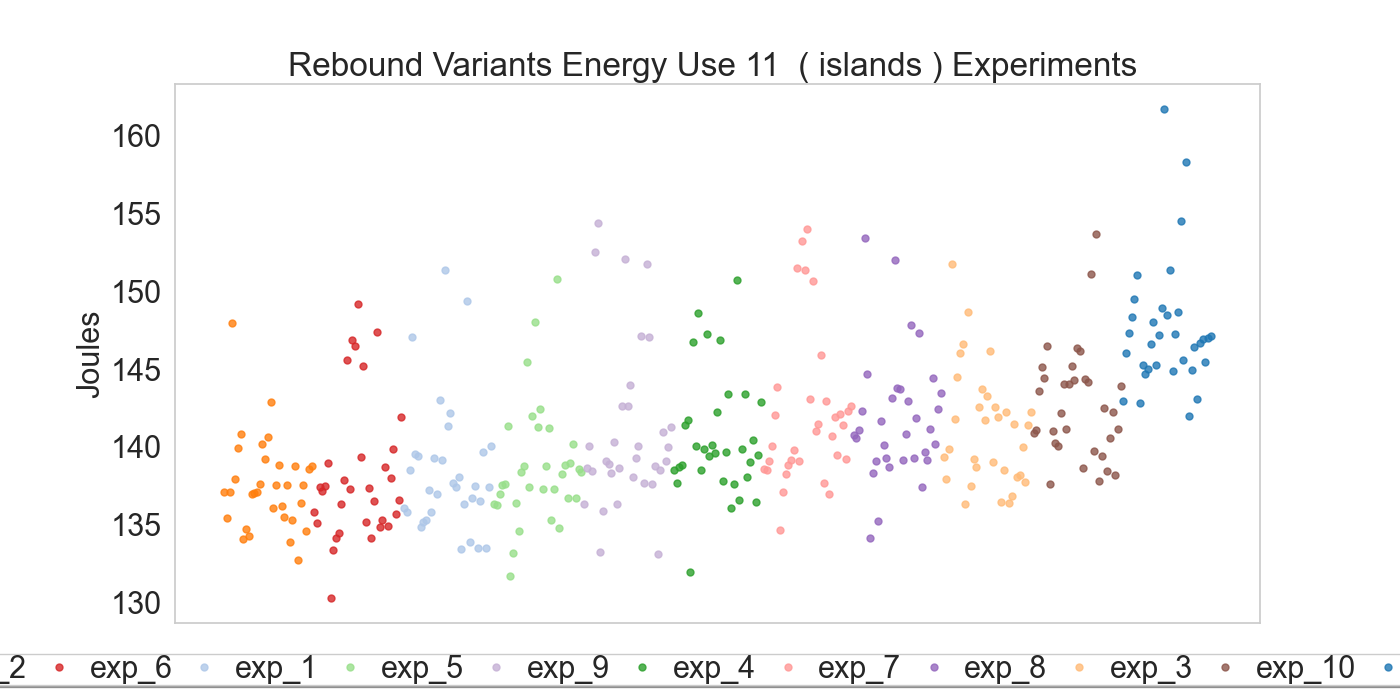 Rebound Variants Energy Use 11 ( islands ) Experiments
160
155
150
145
140
135
130
Joules
_2 exp_6 exp_1 exp_5 exp_9 exp_4 exp_7 exp_8 exp_3 exp_10